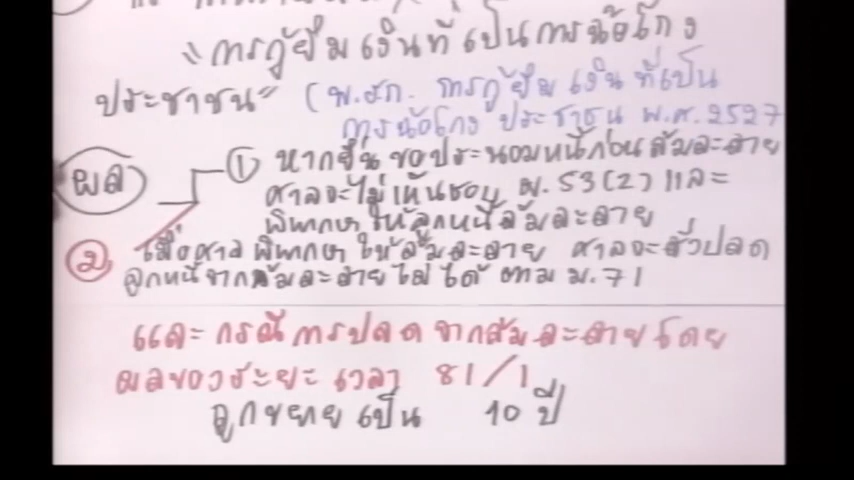 “การกู้ยืมเงินที่เป็นการฉ้อโกง
ประชาชน” (พ.รก. การกู้ยืม เงิน ที่เป็น
การฉ้อโกง ประชาชน พ.ศ. 2527
ผล ① หากยื่น ขอประนอมหนี้ก่อนล้มละลาย
ศาลจะไม่เห็นชอบ ม. 53 (2) และ
พิพากษา ให้ลูกหนี้ล้มละลาย
๒ เมื่อศาล พิพากษา ให้ล้มละลาย ศาลจะสั่งปลด
ลูกหนี้จากล้มละลายไม่ได้ ตาม ม. 71
และ กรณีการปลด จากล้มละลายโดย
ผลของระยะเวลา 81/1
ถูกขยายเป็น 10 ปี